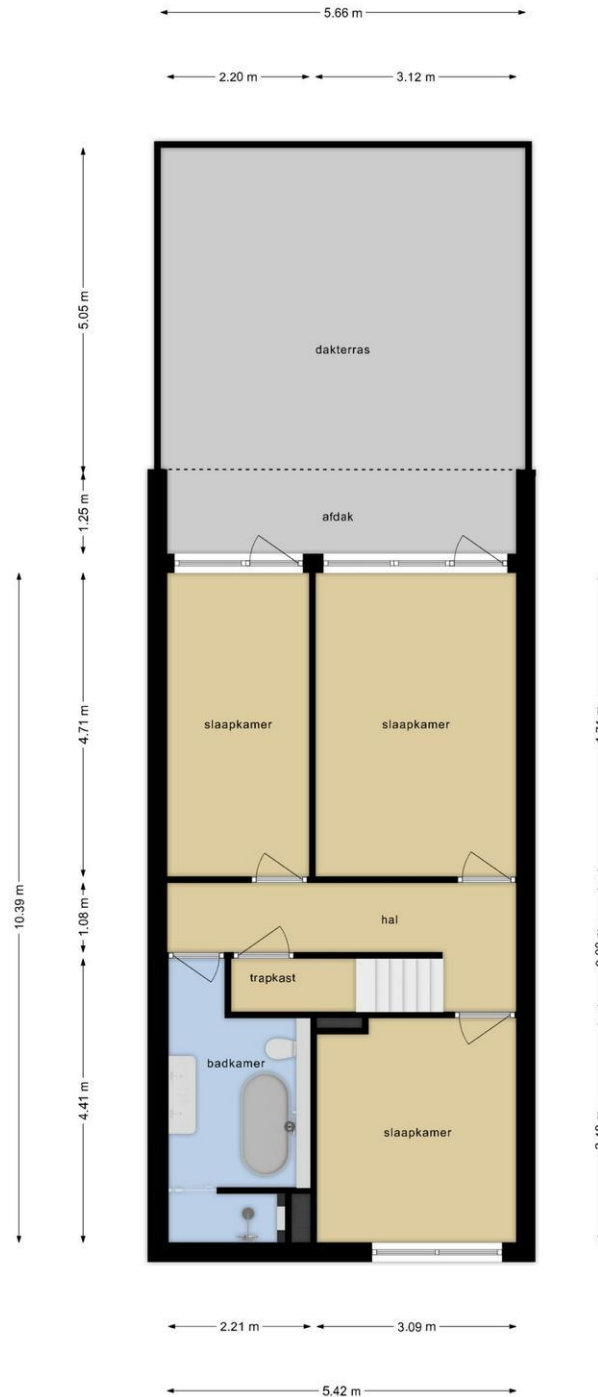 5.66 m
2.20 m
3.12 m
5.05 m
dakterras
1.25 m
afdak
4.71 m
slaapkamer
slaapkamer
10.39 m
1.08 m
hal
trapkast
4.41 m
badkamer
slaapkamer
2.21 m
3.09 m
5.42 m